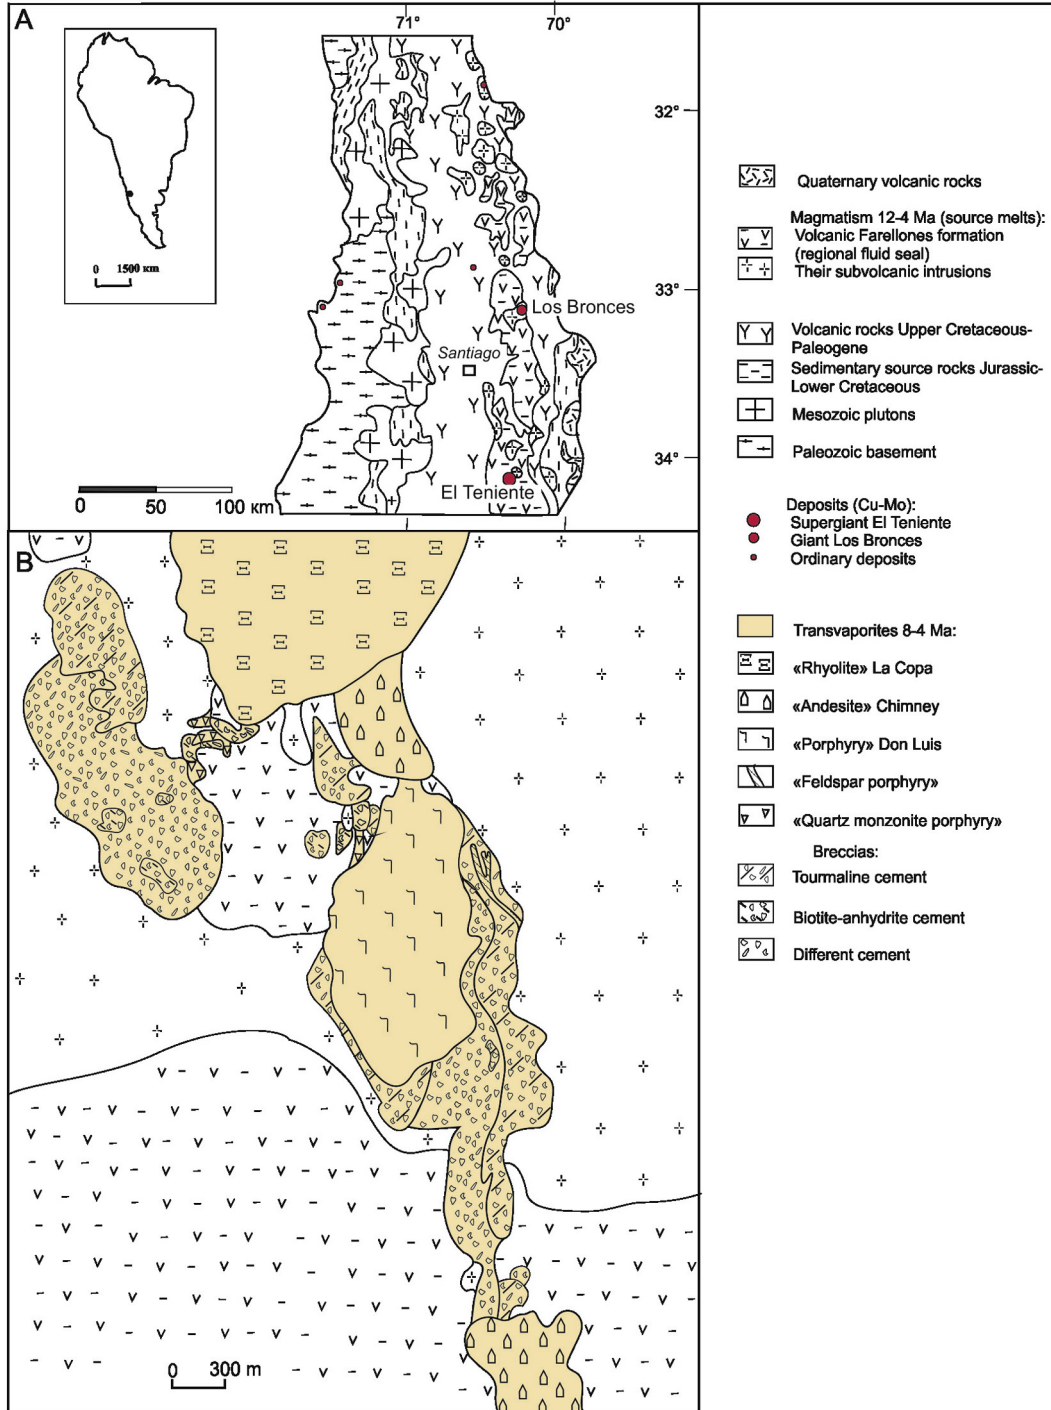 A
71°
70°
32°
33°
34°
0 1500 км
Los Bronces
Santiago
El Teniente
0 50 100 км
B
0 300 m
Quaternary volcanic rocks
Magmatism 12-4 Ma (source melts):
Volcanic Farellones formation
(regional fluid seal)
Their subvolcanic intrusions
Volcanic rocks Upper Cretaceous-
Paleogene
Sedimentary source rocks Jurassic-
Lower Cretaceous
Mesozoic plutons
Paleozoic basement
Deposits (Cu-Mo):
Supergiant El Teniente
Giant Los Bronces
Ordinary deposits
Transvaporites 8-4 Ma:
«Rhyolite» La Copa
«Andesite» Chimney
«Porphyry» Don Luis
«Feldspar porphyry»
«Quartz monzonite porphyry»
Breccias:
Tourmaline cement
Biotite-anhydrite cement
Different cement